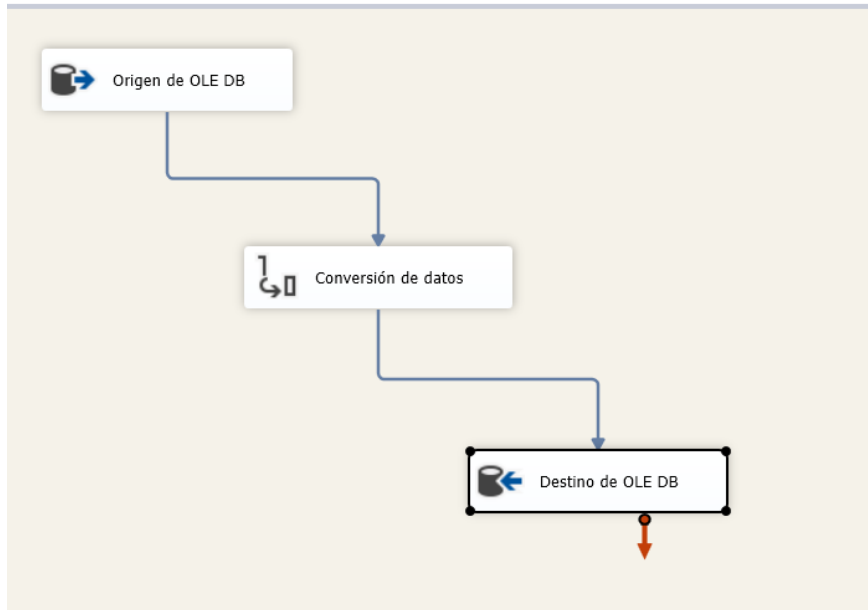 Origen de OLE DB
Conversión de datos
Destino de OLE DB